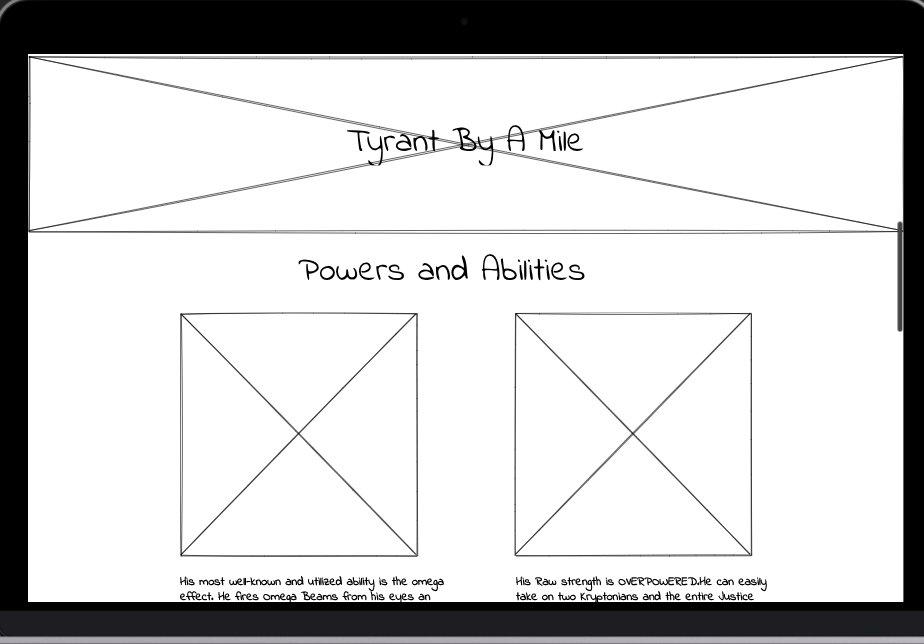 Tyrant By A Mile
Powers and Abilities
His most well-known and utilized ability is the omega
effect. He fires Omega Beams from his eyes an
His Raw strength is OVERPOWERED.He can easily
take on two Kryptonians and the entire Justice